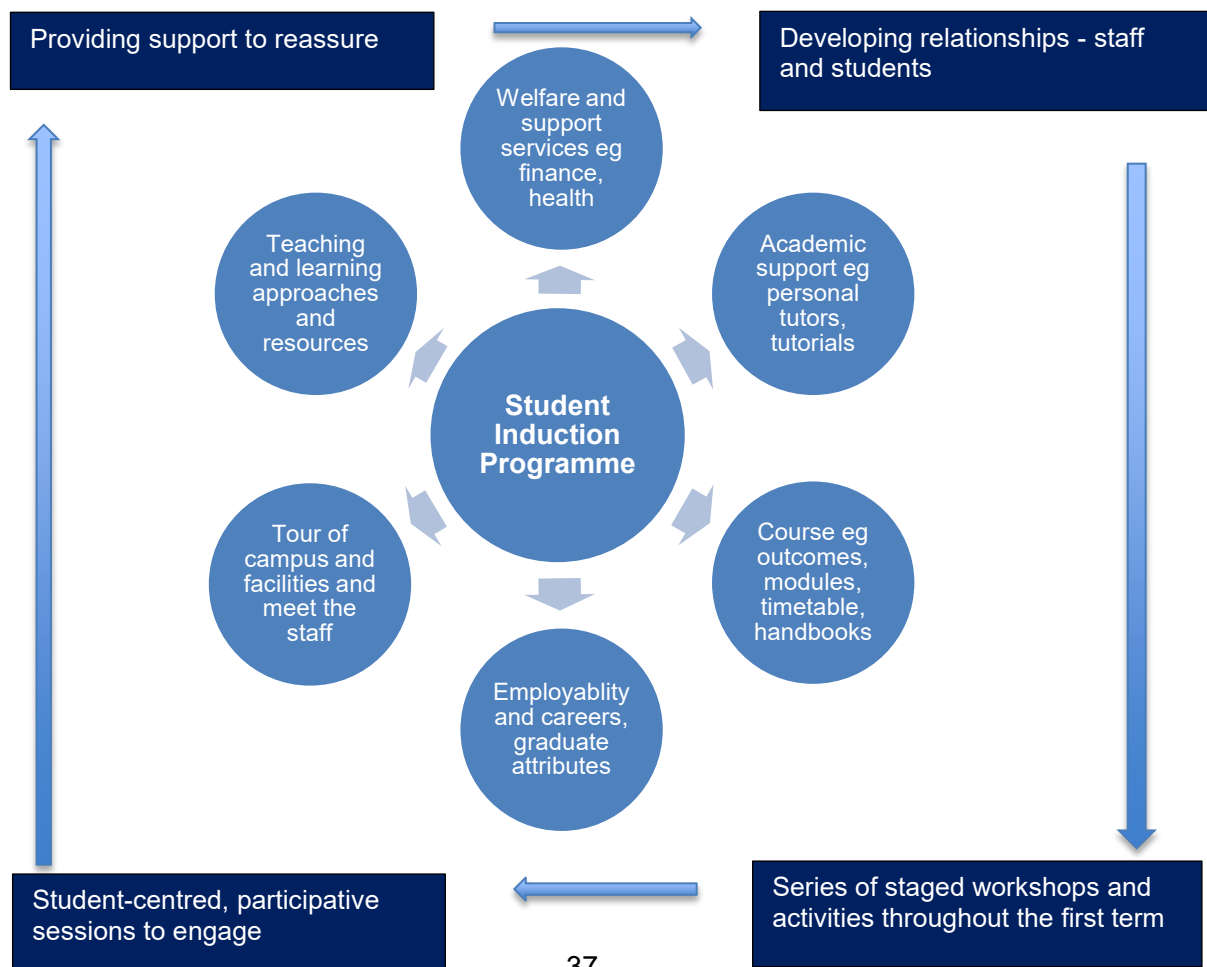 Providing support to reassure
Developing relationships - staff
and students
Welfare and
support
services eg
finance,
health
Teaching
and learning
approaches
and
resources
Academic
support eg
personal
tutors,
tutorials
Student
Induction
Programme
Tour of
campus and
facilities and
meet the
staff
Course eg
outcomes,
modules,
timetable,
handbooks
Employablity
and careers,
graduate
attributes
Student-centred, participative
sessions to engage
Series of staged workshops and
activities throughout the first term
37